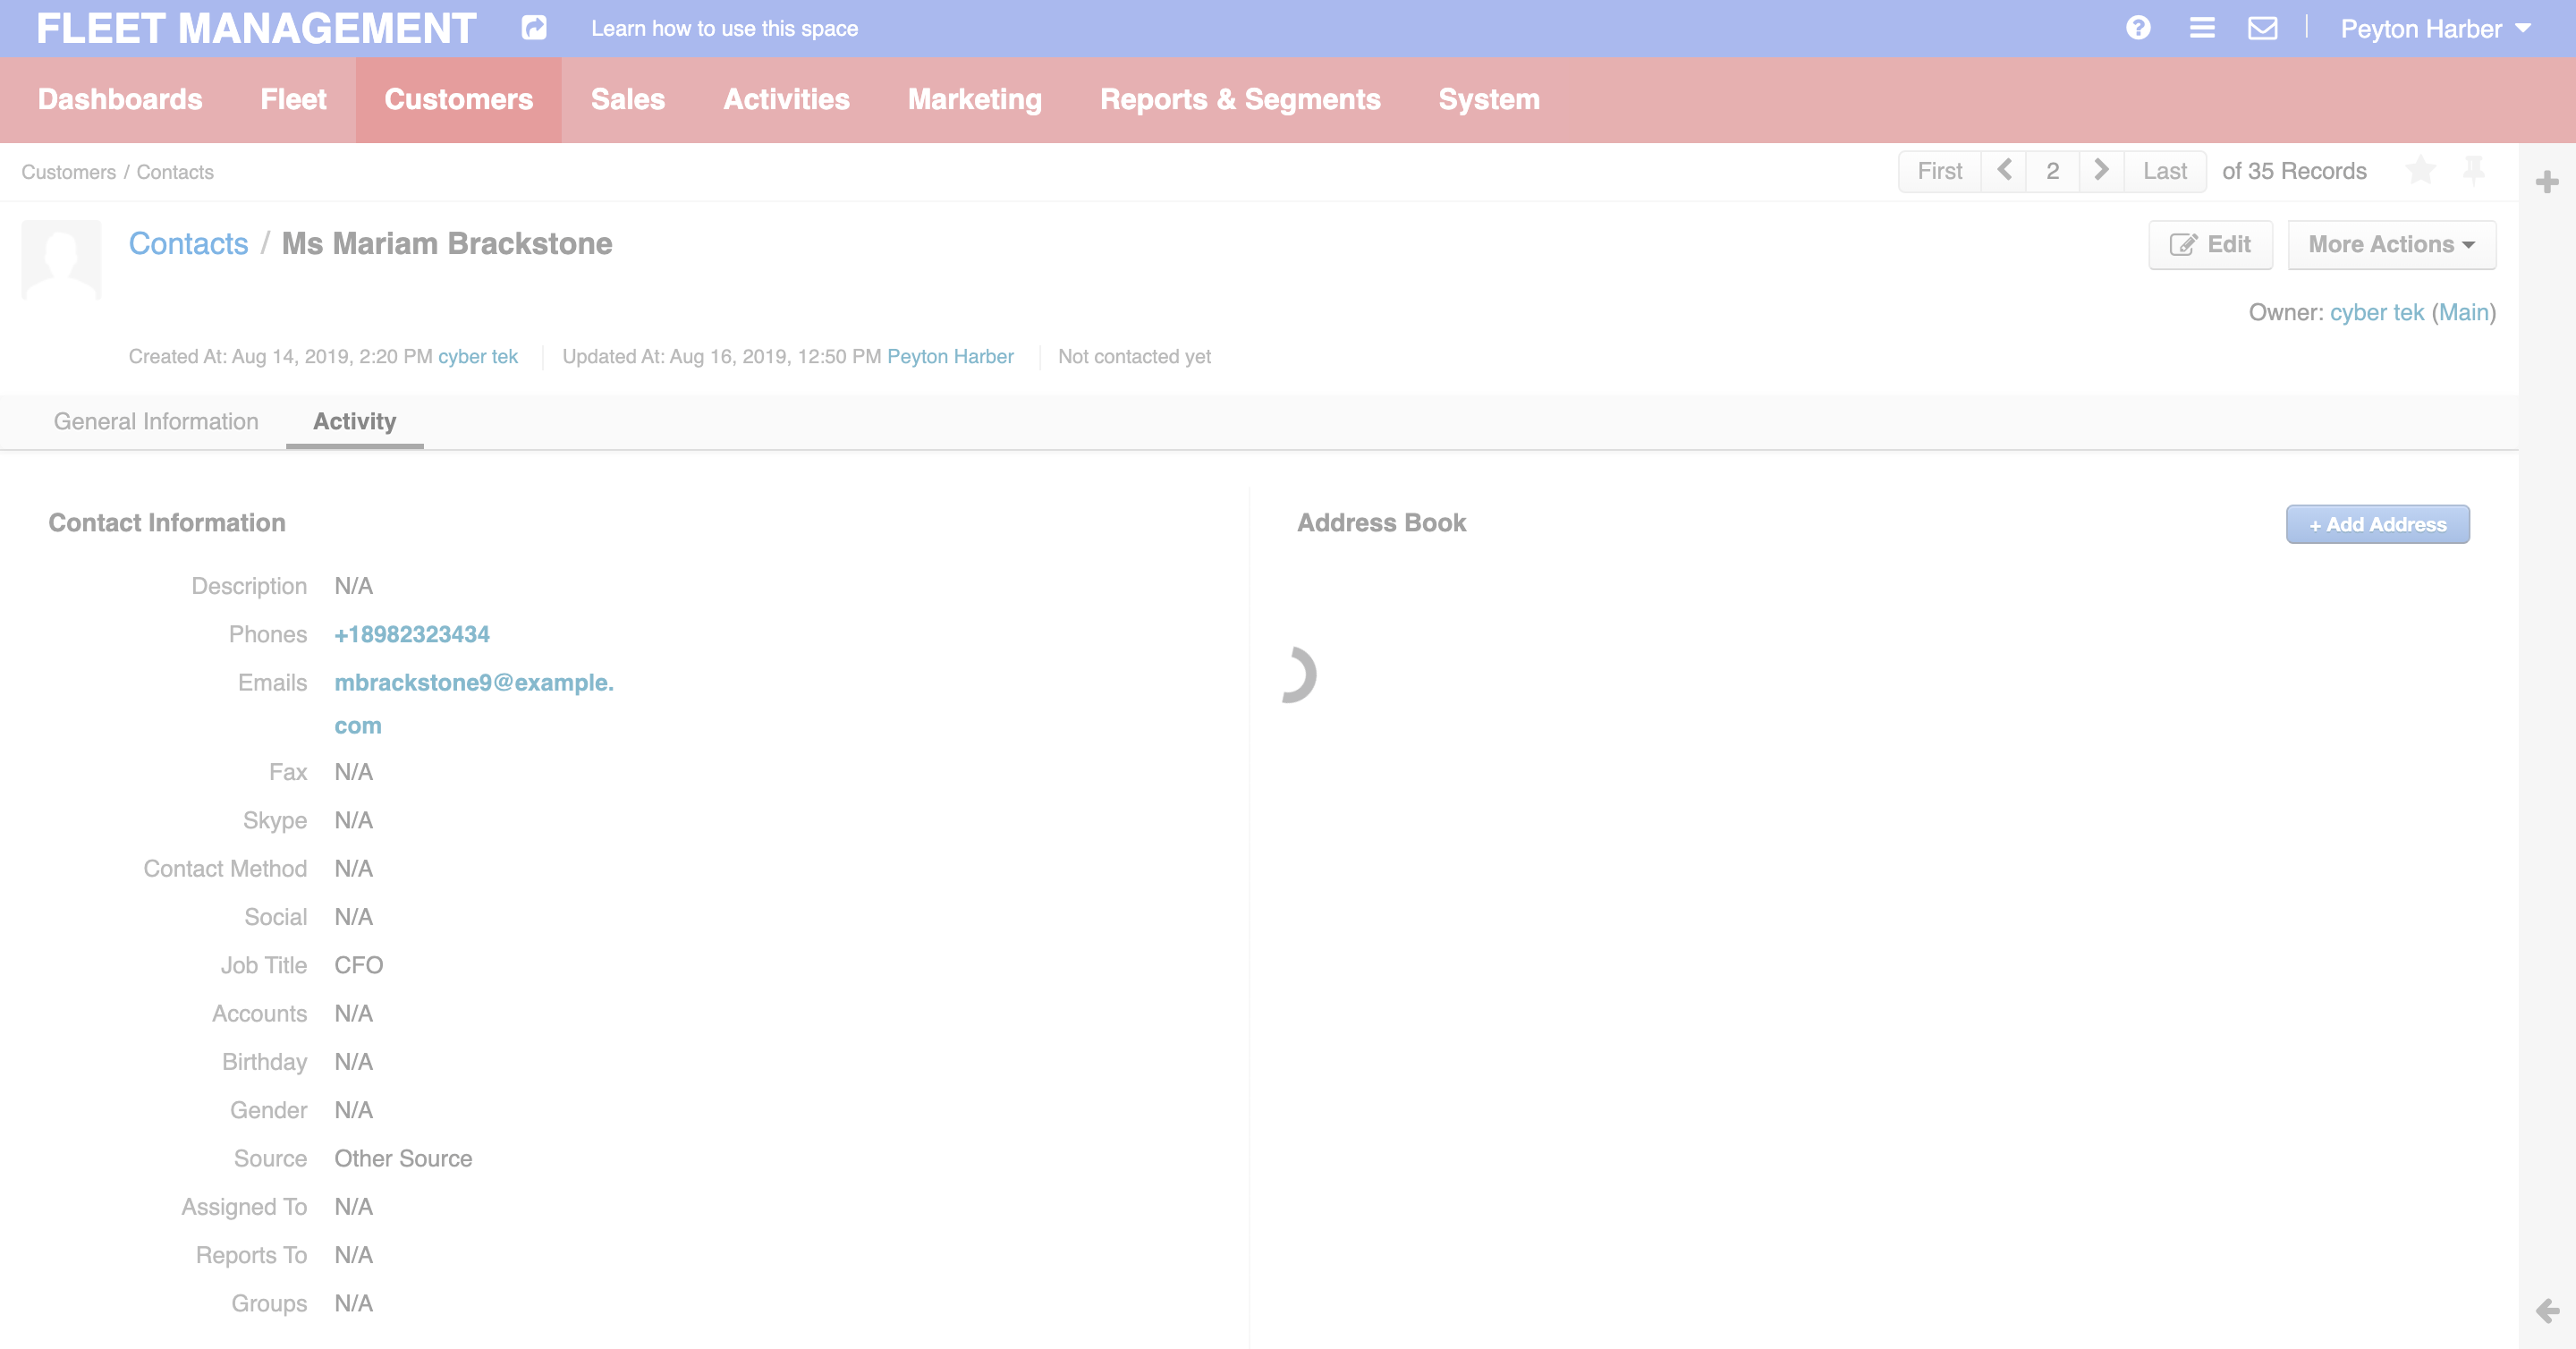 FLEET MANAGEMENT Learn how to use this space Peyton Harber
Dashboards Fleet Customers Sales Activities Marketing Reports & Segments System
Customers / Contacts First 2 Last of 35 Records
Contacts / Ms Mariam Brackstone Edit More Actions
Owner: cyber tek (Main)
Created At: Aug 14, 2019, 2:20 PM cyber tek Updated At: Aug 16, 2019, 12:50 PM Peyton Harber Not contacted yet
General Information Activity
Contact Information Address Book + Add Address
Description N/A
Phones +18982323434
Emails mbrackstone9@example.
com
Fax N/A
Skype N/A
Contact Method N/A
Social N/A
Job Title CFO
Accounts N/A
Birthday N/A
Gender N/A
Source Other Source
Assigned To N/A
Reports To N/A
Groups N/A